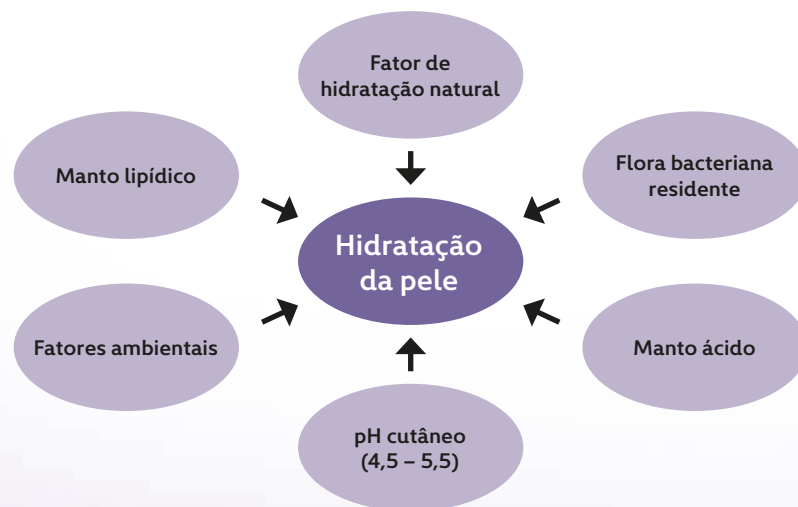 Fator de
hidratação natural
Manto lipídico
Flora bacteriana
residente
Hidratação
da pele
Fatores ambientais
Manto ácido
pH cutâneo
(4,5 – 5,5)